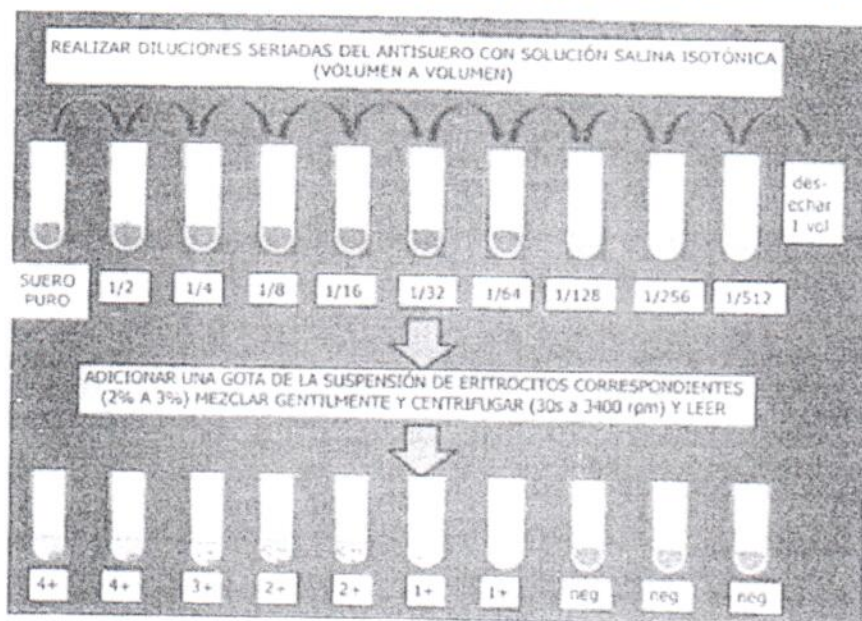 REALIZAR DILUCIONES SERIADAS DEL ANTISUERO CON SOLUCIÓN SALINA ISOTÓNICA
(VOLUMEN A VOLUMEN)
des-
echar
1 vol
SUERO
PURO
1/2 1/4 1/8 1/16 1/32 1/64 1/128 1/256 1/512
ADICIONAR UNA GOTA DE LA SUSPENSIÓN DE ERITROCITOS CORRESPONDIENTES
(2% A 3%) MEZCLAR GENTILMENTE Y CENTRIFUGAR (30s a 3400 rpm) Y LEER
4+ 4+ 3+ 2+ 2+ 1+ 1+ neg neg neg